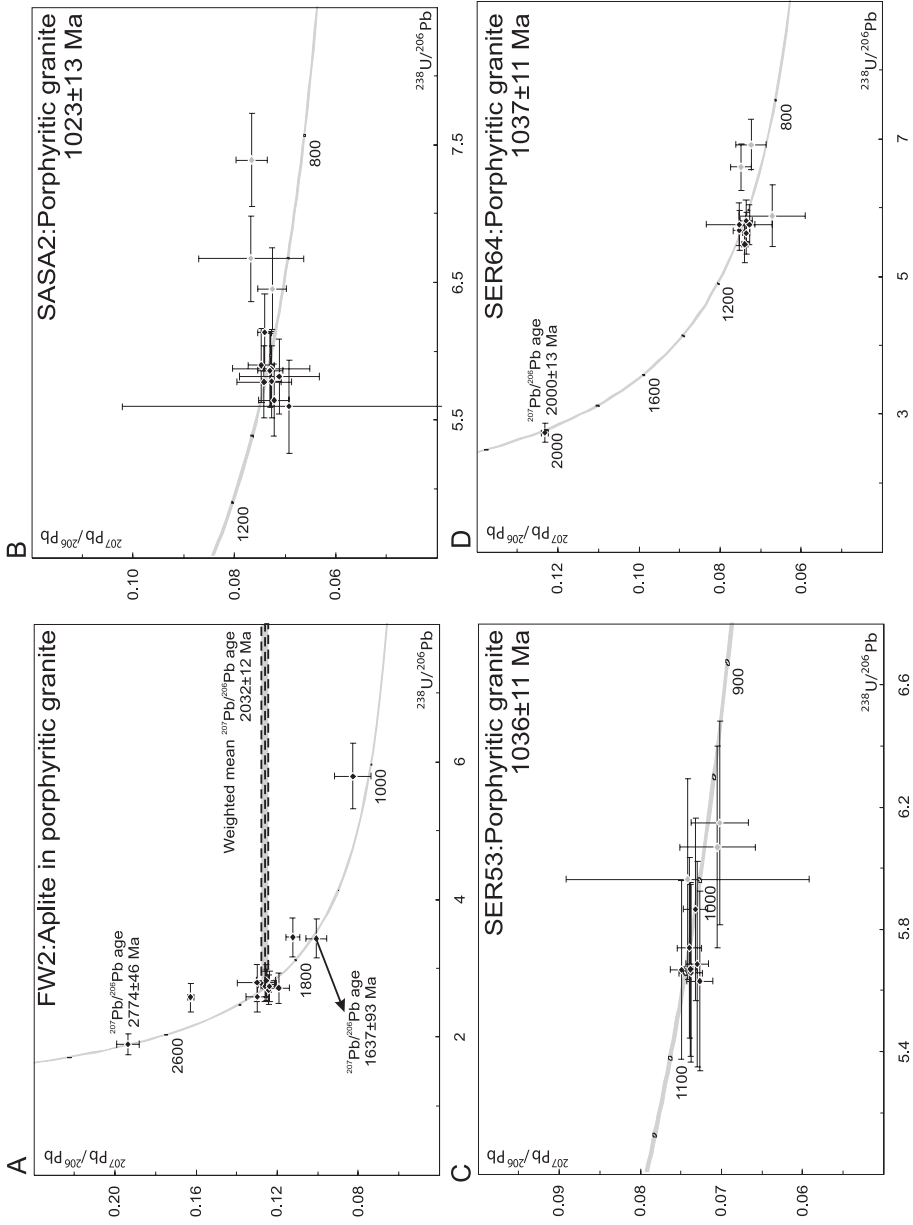 A
FW2:Aplite in porphyritic granite
207Pb/206Pb
207Pb/206Pb age
2774±46 Ma
2600
Weighted mean 207Pb/206Pb age
2032±12 Ma
1800
207Pb/206Pb age
1637±93 Ma
1000
238U/206Pb
0.20
0.16
0.12
0.08
2
4
6
B
SASA2:Porphyritic granite
1023±13 Ma
207Pb/206Pb
1200
800
238U/206Pb
0.10
0.08
0.06
5.5
6.5
7.5
C
SER53:Porphyritic granite
1036±11 Ma
207Pb/206Pb
1100
1000
900
238U/206Pb
0.09
0.08
0.07
0.06
5.4
5.8
6.2
6.6
D
SER64:Porphyritic granite
1037±11 Ma
207Pb/206Pb
207Pb/206Pb age
2000±13 Ma
2000
1600
1200
800
238U/206Pb
0.12
0.10
0.08
0.06
3
5
7